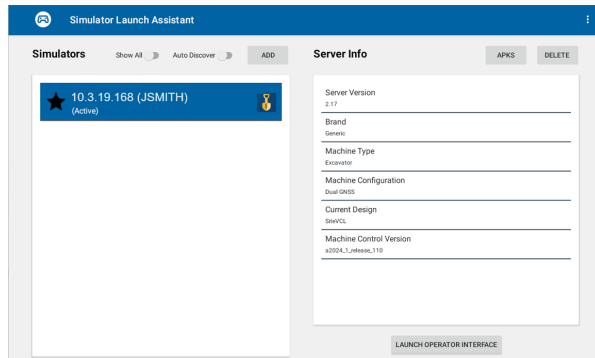 Simulator Launch Assistant
Simulators
Show All
Auto Discover
ADD
10.3.19.168 (JSMITH)
(Active)
Server Info
APKS
DELETE
Server Version
2.17
Brand
Generic
Machine Type
Excavator
Machine Configuration
Dual GNSS
Current Design
SiteVCL
Machine Control Version
a2024_1_release_110
LAUNCH OPERATOR INTERFACE